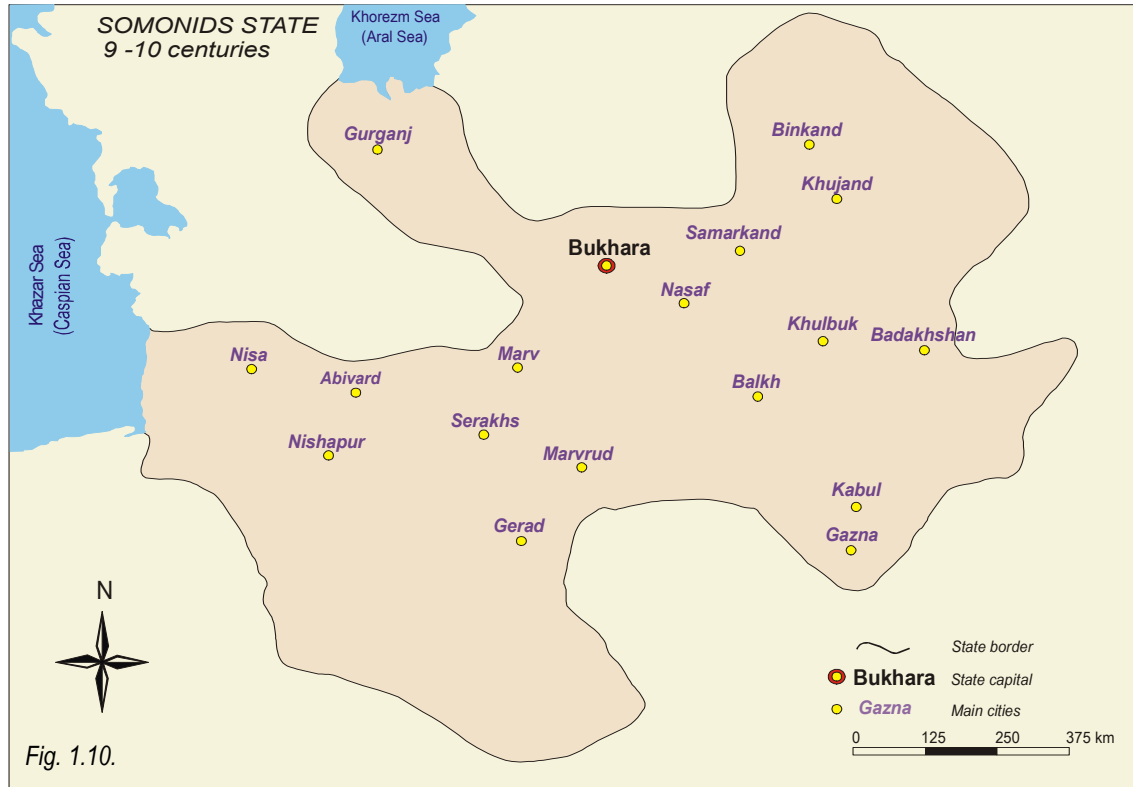 SOMONIDS STATE
9 -10 centuries
Khorezm Sea
(Aral Sea)
Khazar Sea
(Caspian Sea)
Gurganj
Binkand
Khujand
Samarkand
Bukhara
Nasaf
Khulbuk
Badakhshan
Nisa
Abivard
Marv
Balkh
Serakhs
Nishapur
Marvrud
Kabul
Gerad
Gazna
N
State border
Bukhara State capital
Gazna Main cities
0 125 250 375 km
Fig. 1.10.